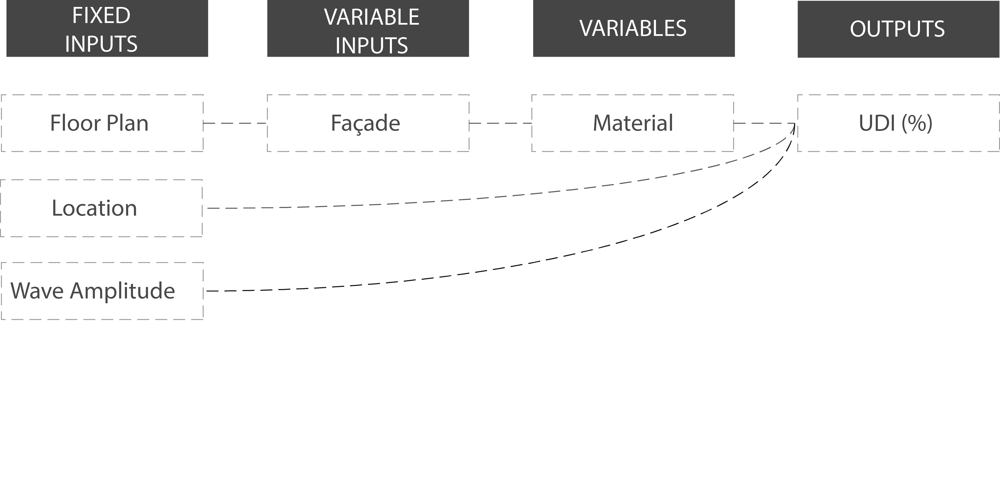 FIXED
INPUTS
VARIABLE
INPUTS
VARIABLES
OUTPUTS
Floor Plan
Façade
Material
UDI (%)
Location
Wave Amplitude